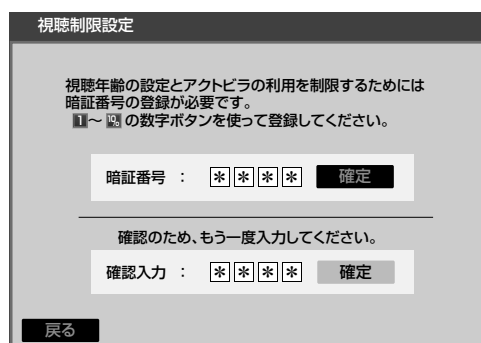 視聴制限設定
視聴年齢の設定とアクトビラの利用を制限するためには
暗証番号の登録が必要です。
1～10/0 の数字ボタンを使って登録してください。
暗証番号 ： ＊＊＊＊ 確定
確認のため、もう一度入力してください。
確認入力 ： ＊＊＊＊ 確定
戻る